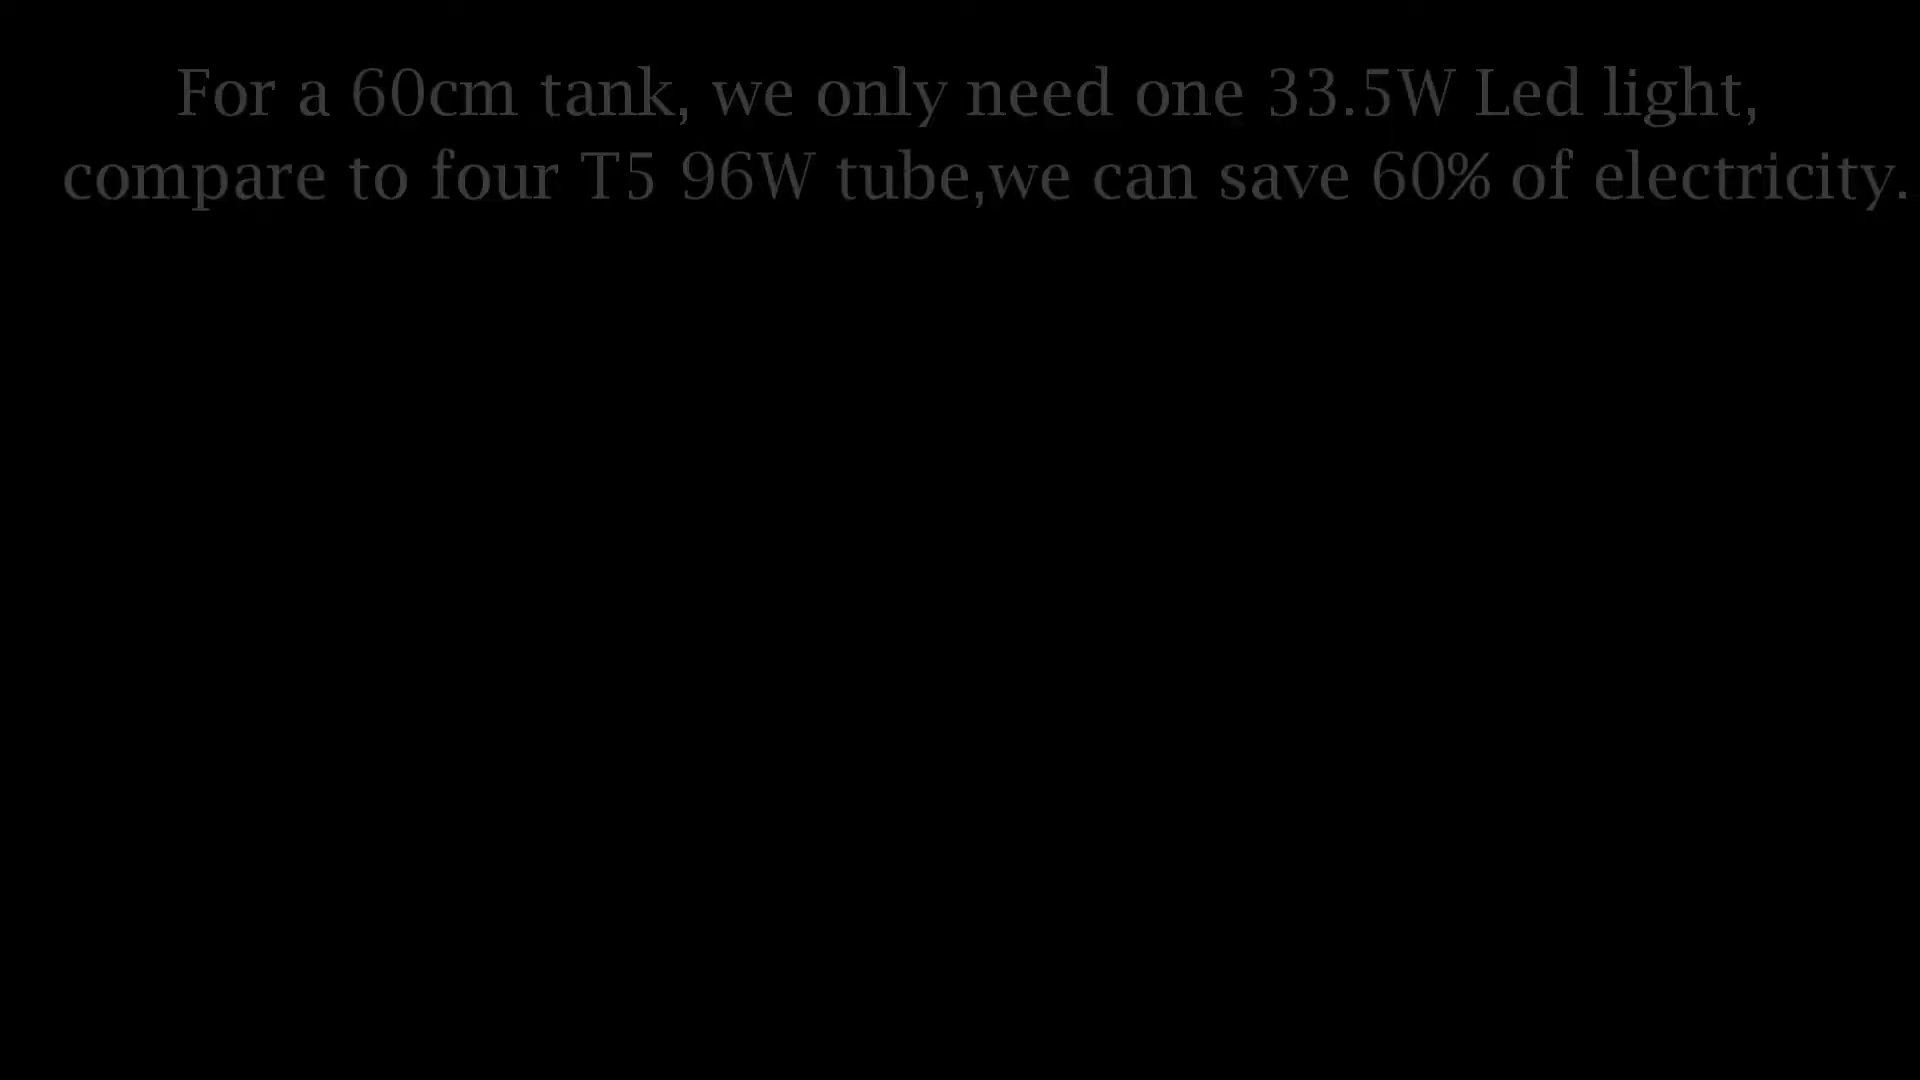 For a 60cm tank, we only need one 33.5W Led light,
compare to four T5 96W tube,we can save 60% of electricity.